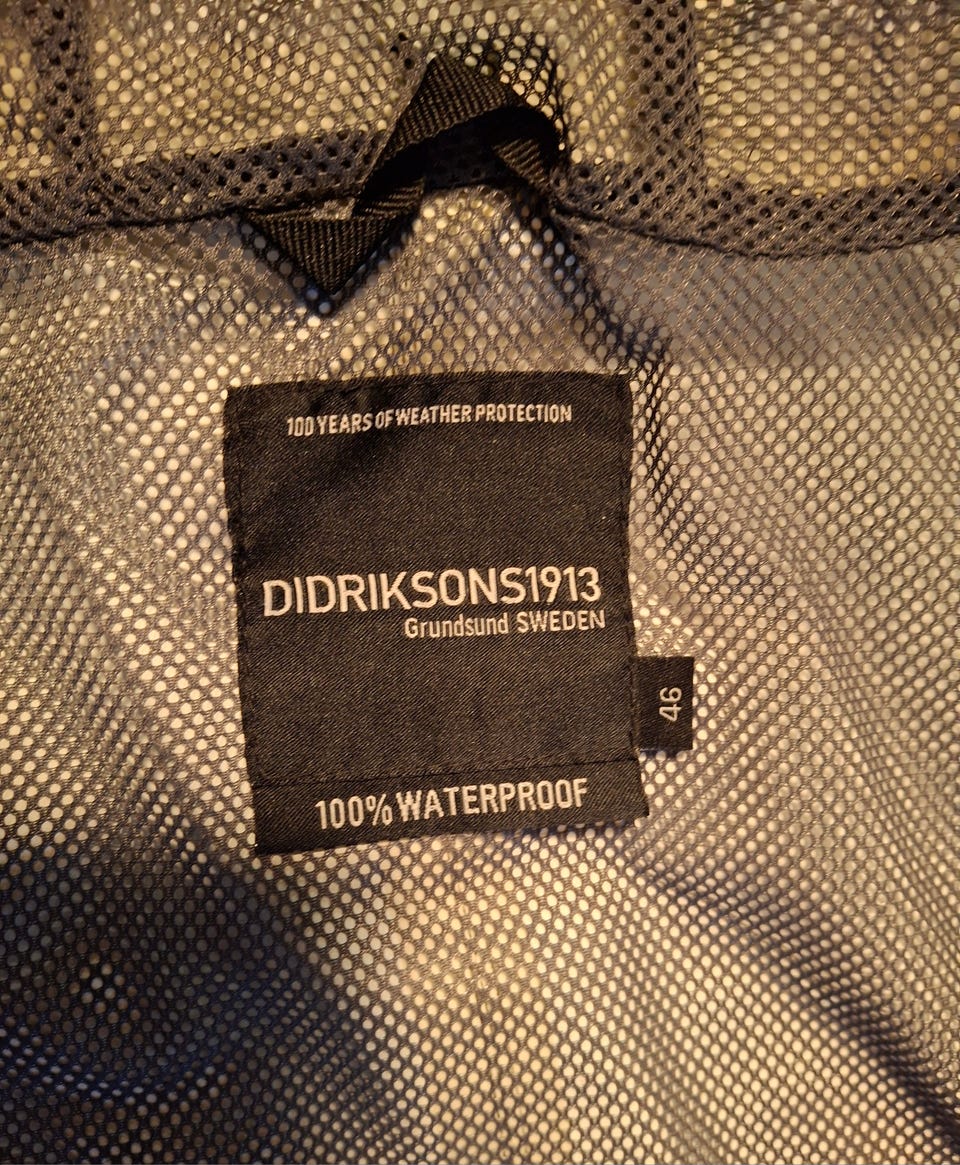 100 YEARS OF WEATHER PROTECTION
DIDRIKSONS1913
Grundsund SWEDEN
46
100% WATERPROOF